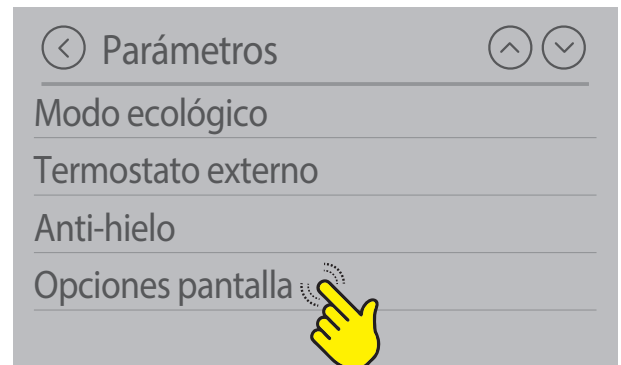 Parámetros
Modo ecológico
Termostato externo
Anti-hielo
Opciones pantalla